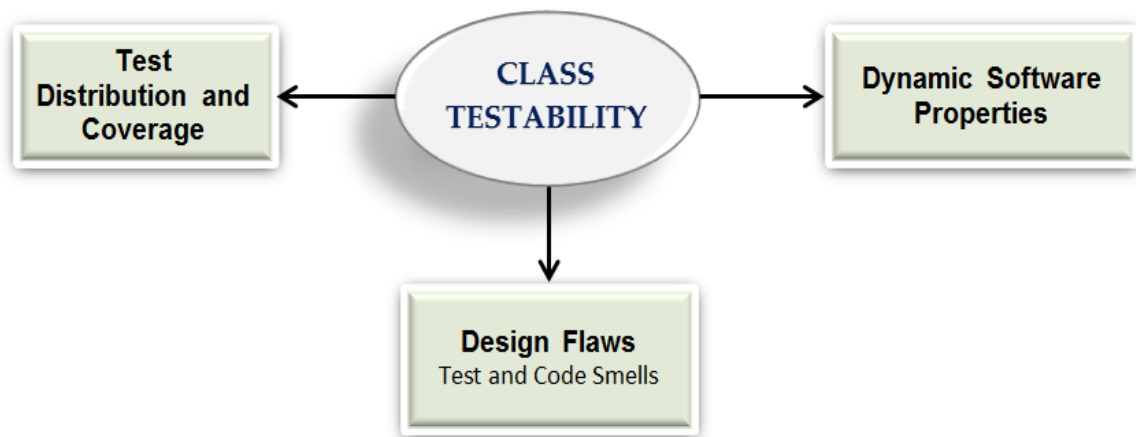 Test
Distribution and
Coverage
CLASS
TESTABILITY
Dynamic Software
Properties
Design Flaws
Test and Code Smells